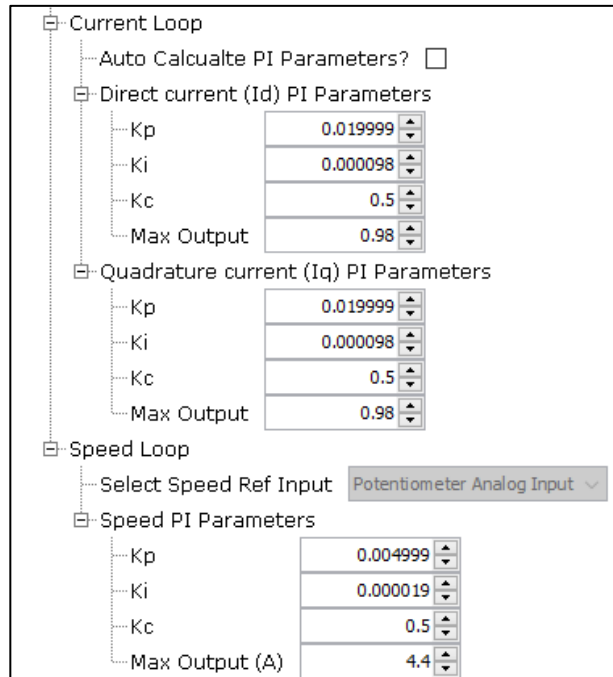 Current Loop
Auto Calcualte PI Parameters?
Direct current (Id) PI Parameters
Kp 0.019999
Ki 0.000098
Kc 0.5
Max Output 0.98
Quadrature current (Iq) PI Parameters
Kp 0.019999
Ki 0.000098
Kc 0.5
Max Output 0.98
Speed Loop
Select Speed Ref Input Potentiometer Analog Input
Speed PI Parameters
Kp 0.004999
Ki 0.000019
Kc 0.5
Max Output (A) 4.4